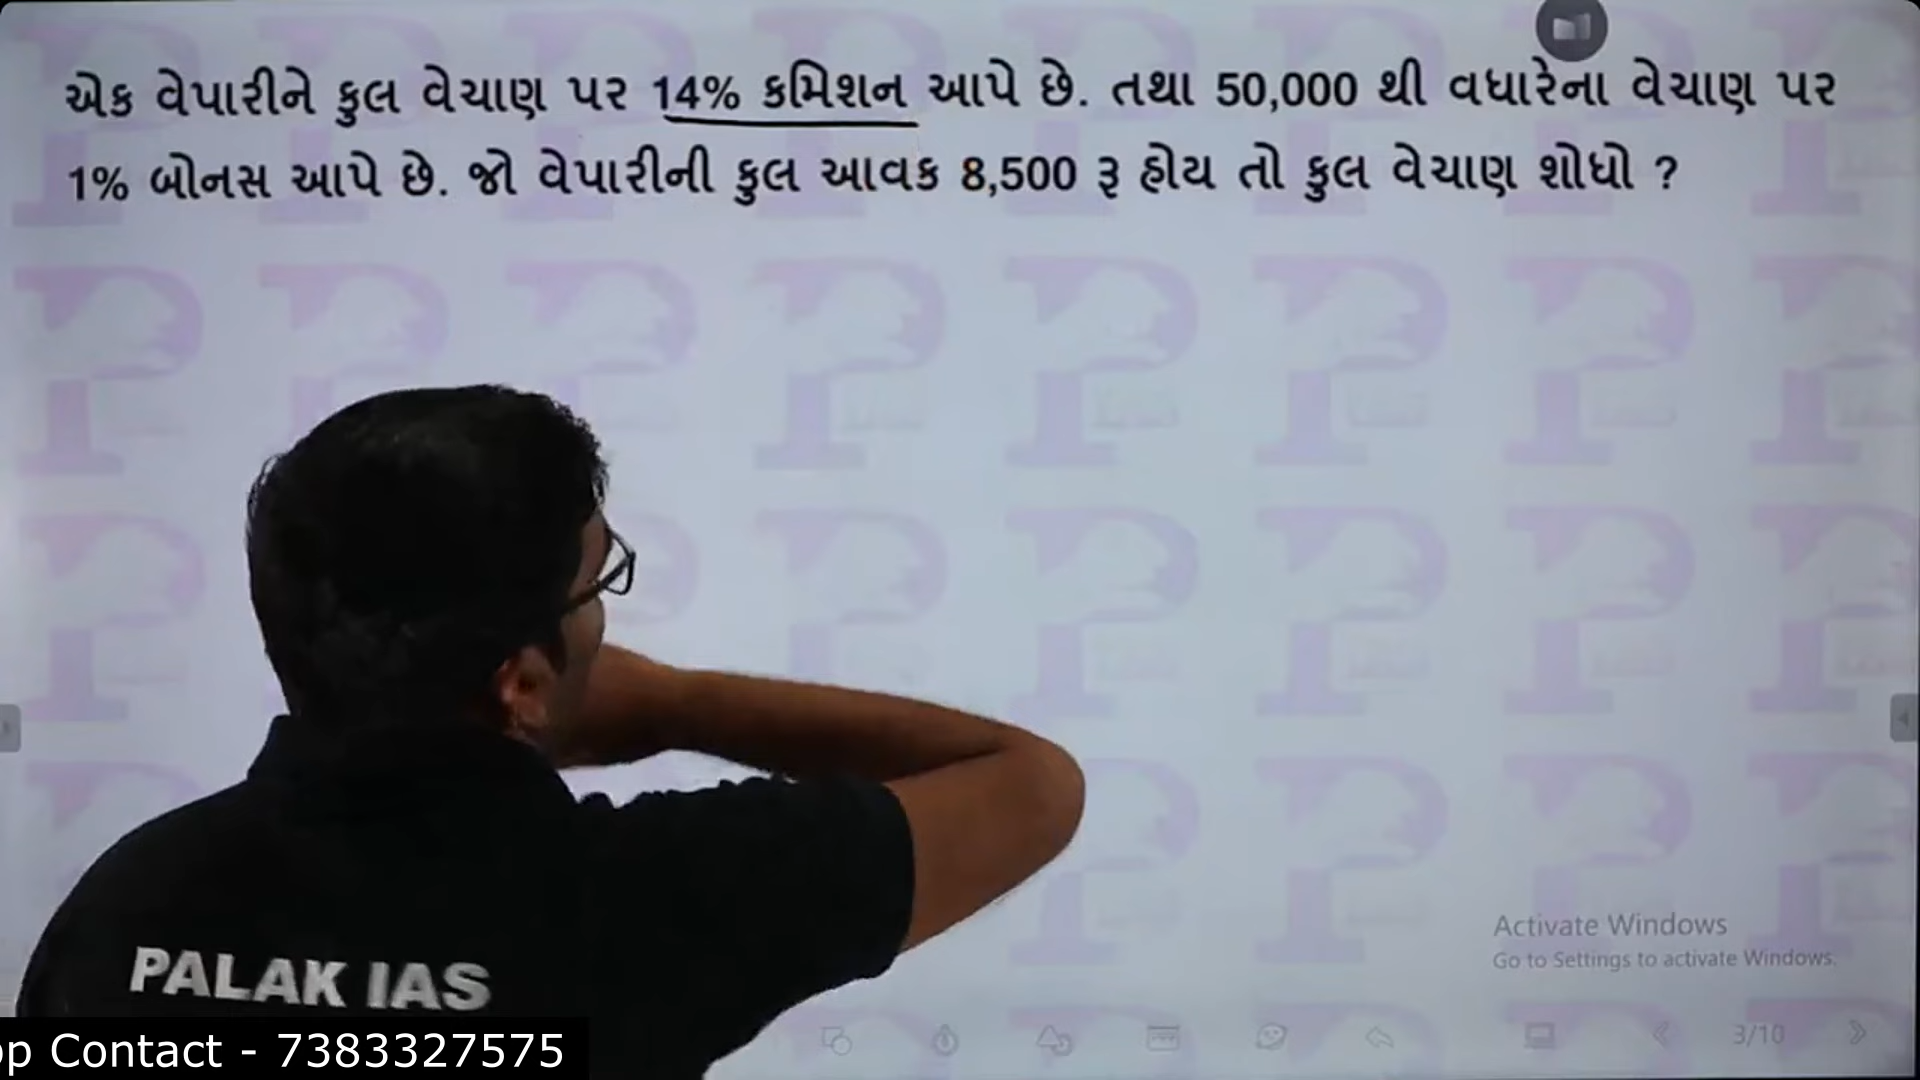 એક વેપારીને કુલ વેચાણ પર 14% કમિશન આપે છે. તથા 50,000 થી વધારેના વેચાણ પર
1% બોનસ આપે છે. જો વેપારીની કુલ આવક 8,500 રૂ હોય તો કુલ વેચાણ શોધો ?
Activate Windows
Go to Settings to activate Windows.
PALAK IAS
3/10
pp Contact - 7383327575